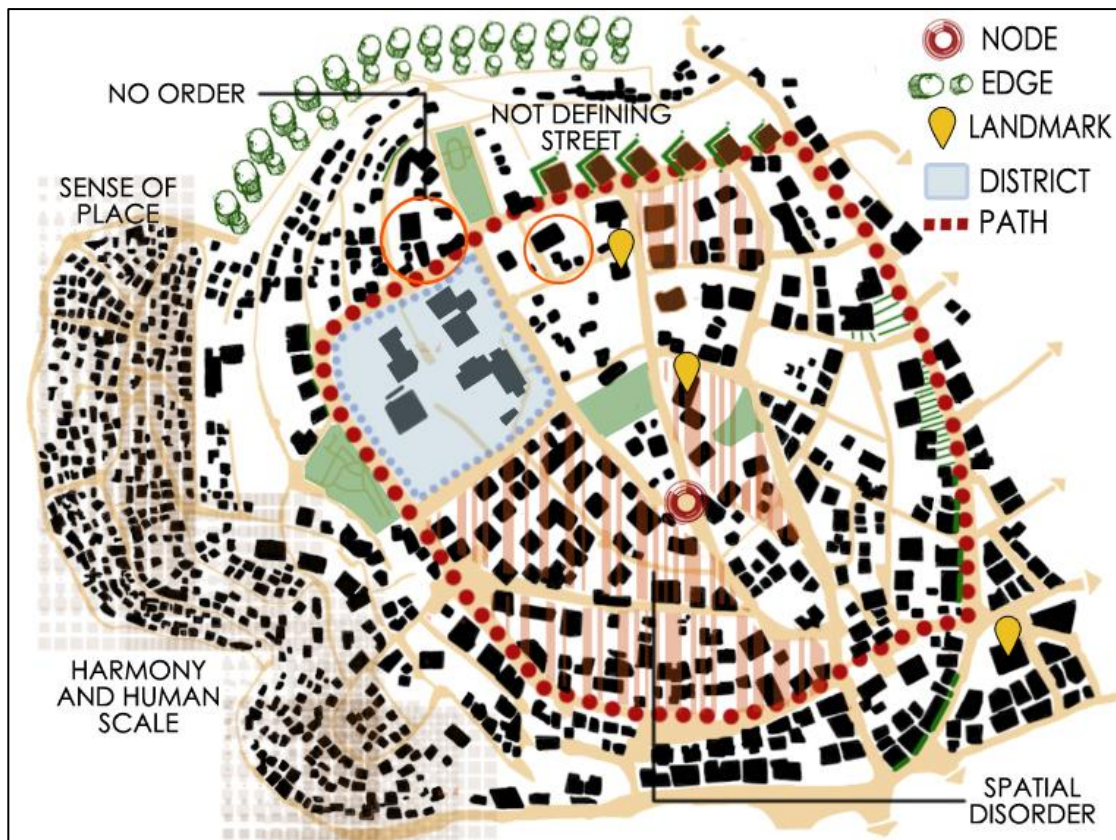 NO ORDER
NOT DEFINING
STREET
NODE
EDGE
LANDMARK
DISTRICT
PATH
SENSE OF
PLACE
HARMONY
AND HUMAN
SCALE
SPATIAL
DISORDER